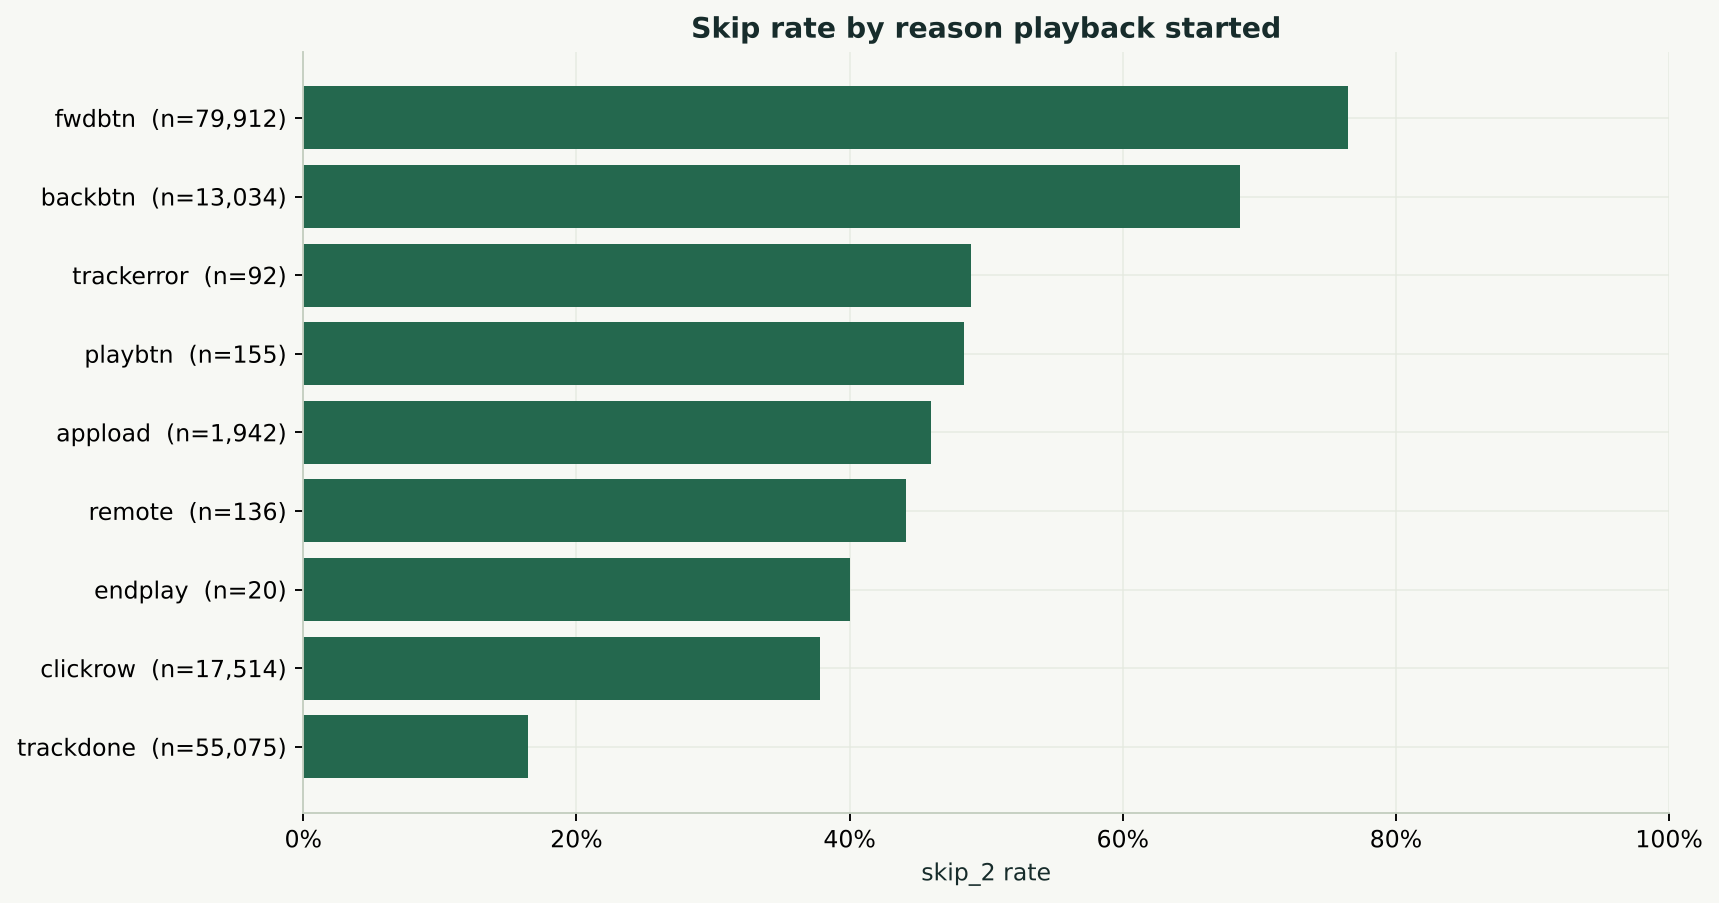 Skip rate by reason playback started
fwdbtn  (n=79,912)
backbtn  (n=13,034)
trackerror  (n=92)
playbtn  (n=155)
appload  (n=1,942)
remote  (n=136)
endplay  (n=20)
clickrow  (n=17,514)
trackdone  (n=55,075)
0% 20% 40% 60% 80% 100%
skip_2 rate